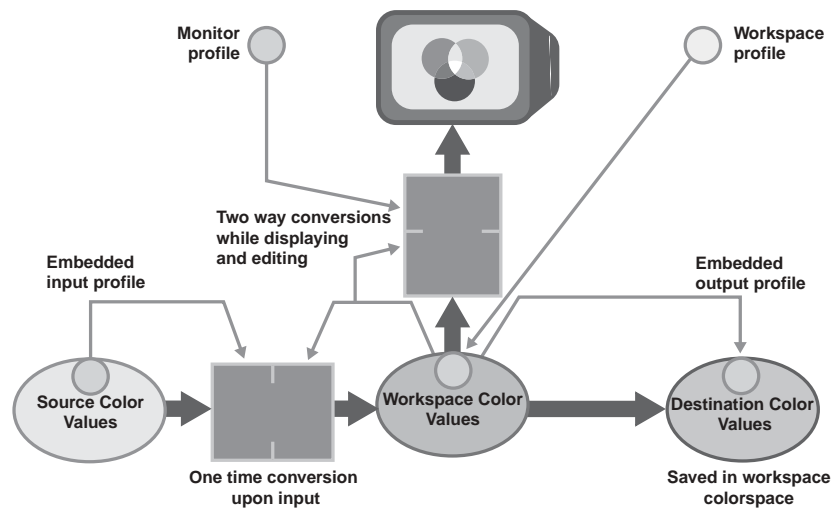 Monitor
profile
Workspace
profile
Two way conversions
while displaying
and editing
Embedded
input profile
Embedded
output profile
Source Color
Values
Workspace Color
Values
Destination Color
Values
One time conversion
upon input
Saved in workspace
colorspace